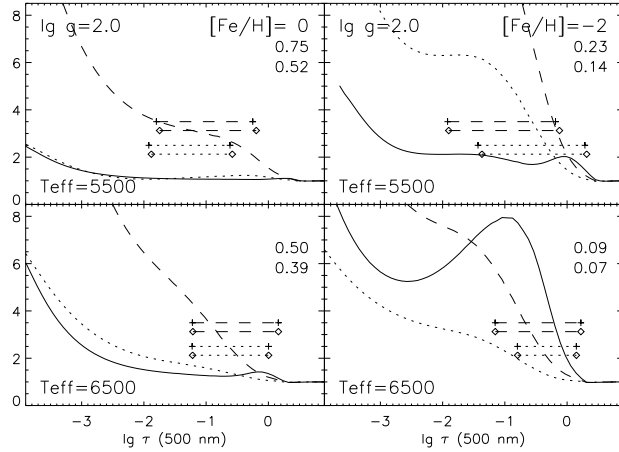 lg g=2.0 [Fe/H]= 0
0.75
0.52
8
6
4
2
0
Teff=5500
lg g=2.0 [Fe/H]=−2
0.23
0.14
Teff=5500
0.50
0.39
8
6
4
2
0
Teff=6500
0.09
0.07
Teff=6500
−3 −2 −1 0
lg τ (500 nm)
−3 −2 −1 0
lg τ (500 nm)